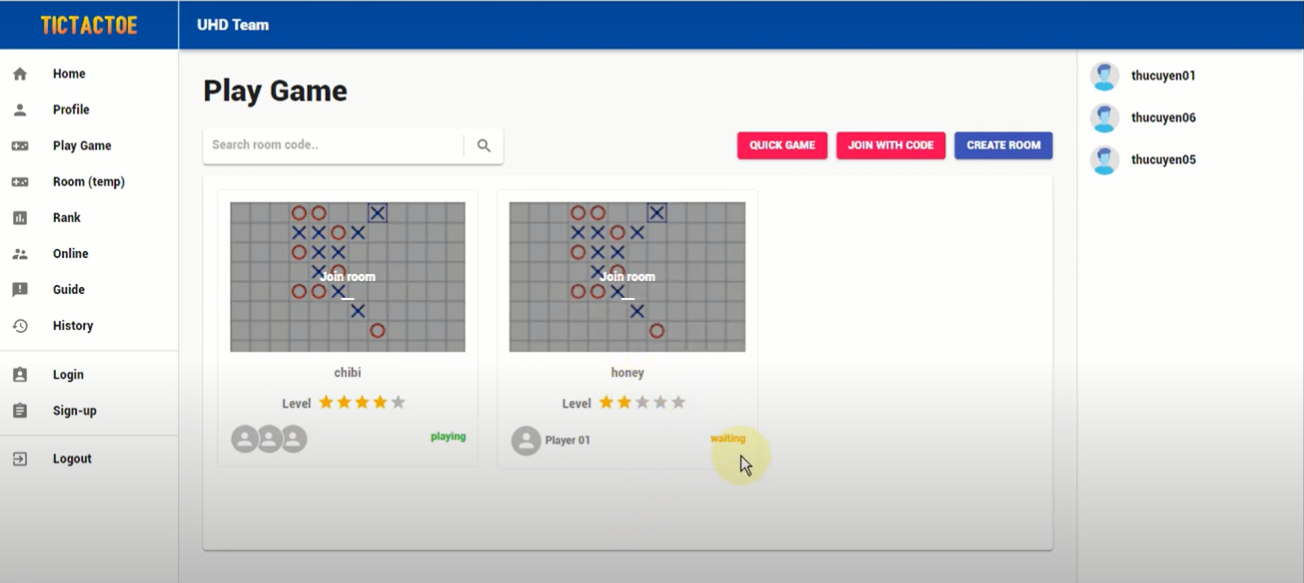 TICTACTOE
UHD Team
Home
Profile
Play Game
Room (temp)
Rank
Online
Guide
History
Login
Sign-up
Logout
Play Game
Search room code..
QUICK GAME
JOIN WITH CODE
CREATE ROOM
Join room
chibi
Level
playing
Join room
honey
Level
Player 01
waiting
thucuyen01
thucuyen06
thucuyen05